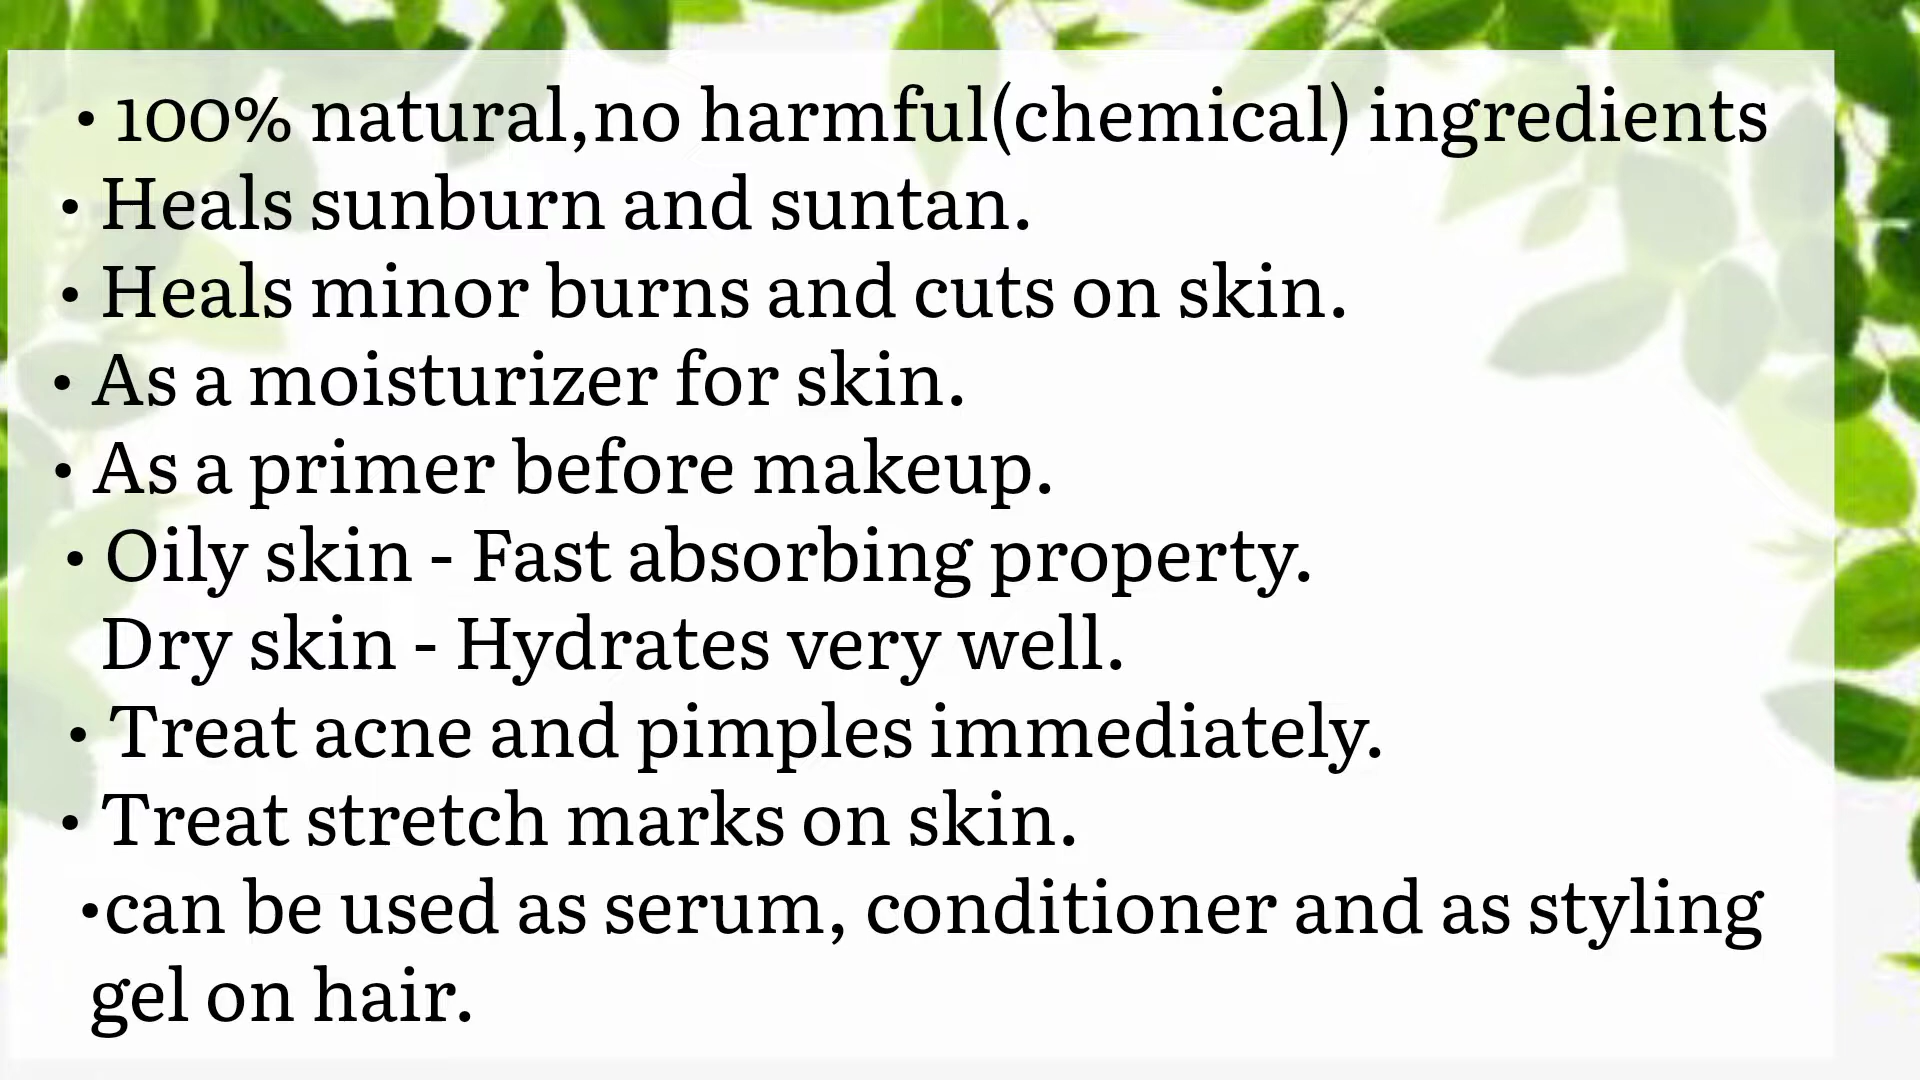 • 100% natural,no harmful(chemical) ingredients
• Heals sunburn and suntan.
• Heals minor burns and cuts on skin.
• As a moisturizer for skin.
• As a primer before makeup.
• Oily skin - Fast absorbing property.
Dry skin - Hydrates very well.
• Treat acne and pimples immediately.
• Treat stretch marks on skin.
•can be used as serum, conditioner and as styling
gel on hair.